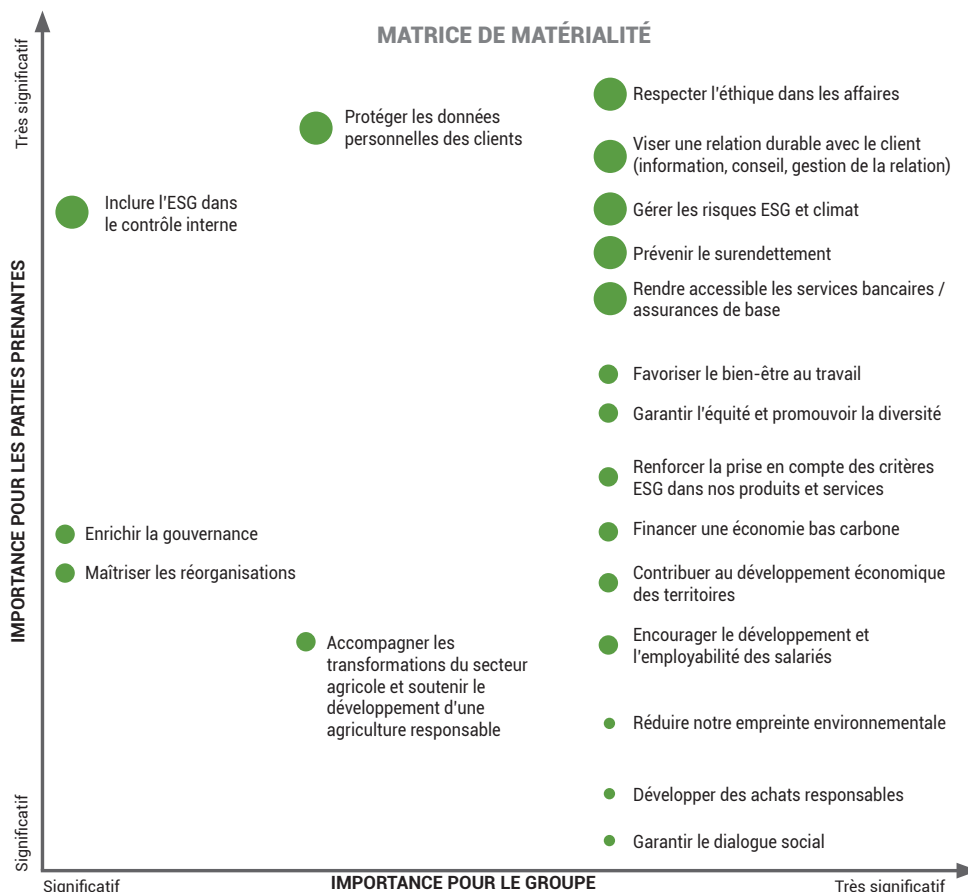 MATRICE DE MATÉRIALITÉ
Très significatif
IMPORTANCE POUR LES PARTIES PRENANTES
Significatif
Protéger les données
personnelles des clients
Inclure l'ESG dans
le contrôle interne
Enrichir la gouvernance
Maîtriser les réorganisations
Accompagner les
transformations du secteur
agricole et soutenir le
développement d'une
agriculture responsable
Respecter l'éthique dans les affaires
Viser une relation durable avec le client
(information, conseil, gestion de la relation)
Gérer les risques ESG et climat
Prévenir le surendettement
Rendre accessible les services bancaires /
assurances de base
Favoriser le bien-être au travail
Garantir l'équité et promouvoir la diversité
Renforcer la prise en compte des critères
ESG dans nos produits et services
Financer une économie bas carbone
Contribuer au développement économique
des territoires
Encourager le développement et
l'employabilité des salariés
Réduire notre empreinte environnementale
Développer des achats responsables
Garantir le dialogue social
Significatif
IMPORTANCE POUR LE GROUPE
Très significatif